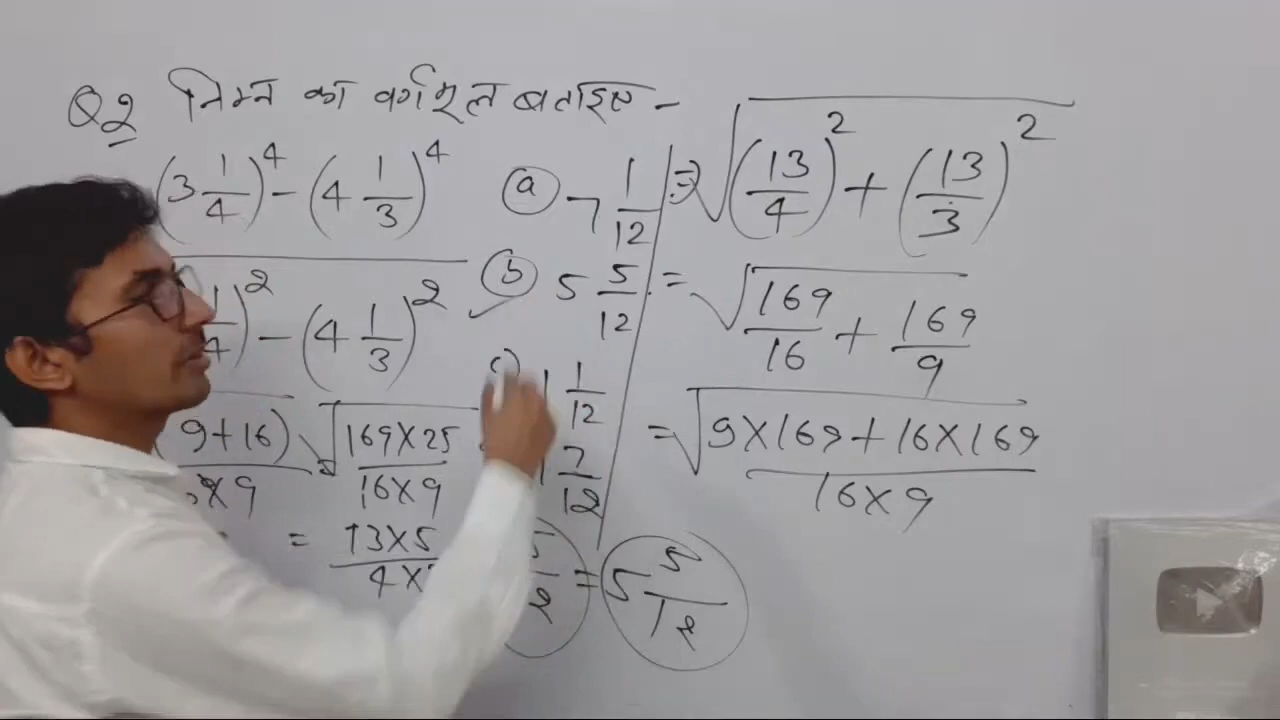 Q 2 निम्न का वर्गमूल बताइए -
(3 1/4)^4 - (4 1/3)^4
1/4)^2 - (4 1/3)^2
9+16) √(169×25
×9 16×9)
= 13×5
4×
(a) 7 1/12
(b) 5 5/12
1/12
7/12
= 5 5/12
⇒ √((13/4)^2 + (13/3)^2)
= √(169/16 + 169/9)
= √((9×169+16×169)/(16×9))